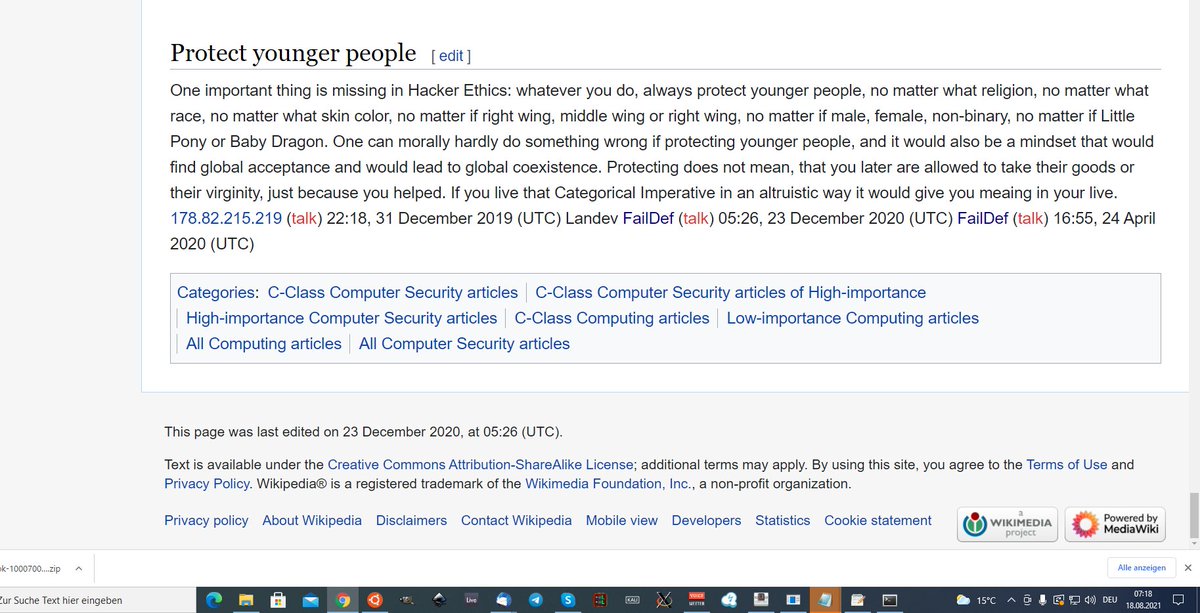 Protect younger people [ edit ]
One important thing is missing in Hacker Ethics: whatever you do, always protect younger people, no matter what religion, no matter what
race, no matter what skin color, no matter if right wing, middle wing or right wing, no matter if male, female, non-binary, no matter if Little
Pony or Baby Dragon. One can morally hardly do something wrong if protecting younger people, and it would also be a mindset that would
find global acceptance and would lead to global coexistence. Protecting does not mean, that you later are allowed to take their goods or
their virginity, just because you helped. If you live that Categorical Imperative in an altruistic way it would give you meaing in your live.
178.82.215.219 (talk) 22:18, 31 December 2019 (UTC) Landev FailDef (talk) 05:26, 23 December 2020 (UTC) FailDef (talk) 16:55, 24 April
2020 (UTC)
Categories: C-Class Computer Security articles C-Class Computer Security articles of High-importance
High-importance Computer Security articles C-Class Computing articles Low-importance Computing articles
All Computing articles All Computer Security articles
This page was last edited on 23 December 2020, at 05:26 (UTC).
Text is available under the Creative Commons Attribution-ShareAlike License; additional terms may apply. By using this site, you agree to the Terms of Use and
Privacy Policy. Wikipedia® is a registered trademark of the Wikimedia Foundation, Inc., a non-profit organization.
Privacy policy About Wikipedia Disclaimers Contact Wikipedia Mobile view Developers Statistics Cookie statement
a WIKIMEDIA project Powered by MediaWiki
ok-1000700....zip Alle anzeigen
Zur Suche Text hier eingeben Live 15°C DEU 07:18
18.08.2021